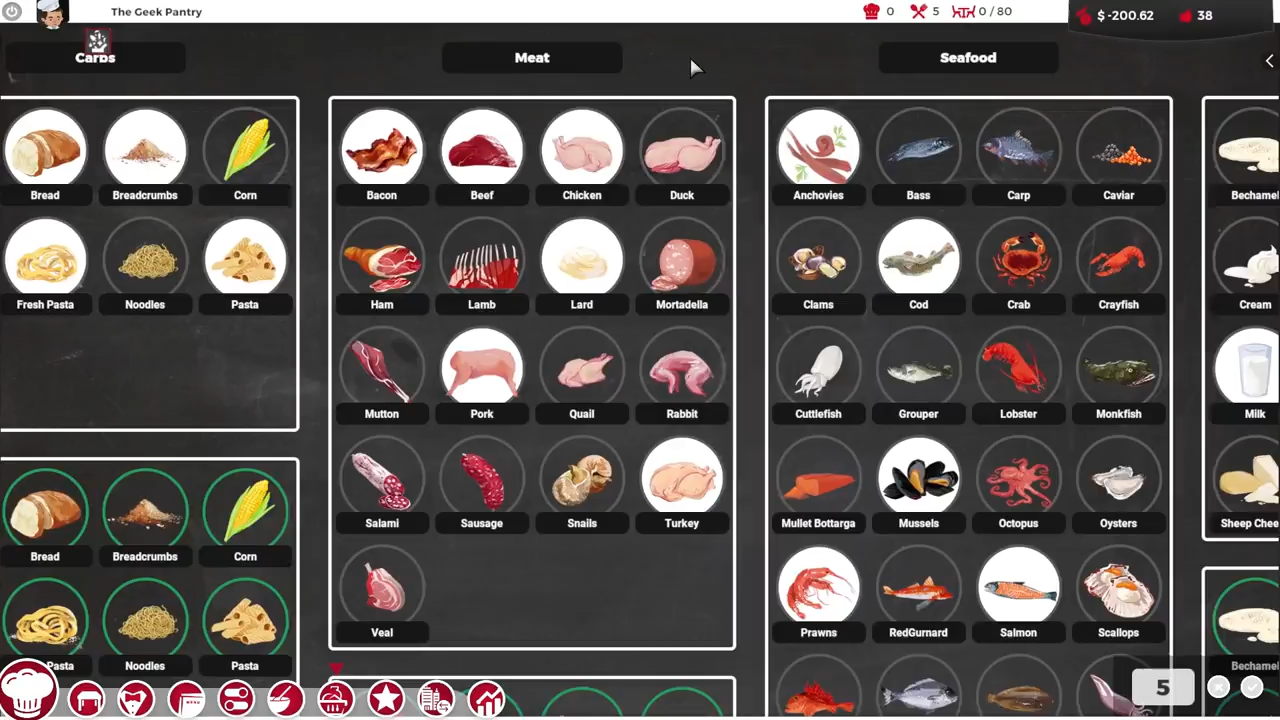 The Geek Pantry
0
5
0 / 80
$ -200.62
38
Carbs
Meat
Seafood
Bread
Breadcrumbs
Corn
Bacon
Beef
Chicken
Duck
Anchovies
Bass
Carp
Caviar
Bechamel
Fresh Pasta
Noodles
Pasta
Ham
Lamb
Lard
Mortadella
Clams
Cod
Crab
Crayfish
Cream
Mutton
Pork
Quail
Rabbit
Cuttlefish
Grouper
Lobster
Monkfish
Milk
Salami
Sausage
Snails
Turkey
Mullet Bottarga
Mussels
Octopus
Oysters
Sheep Chee
Bread
Breadcrumbs
Corn
Veal
Prawns
RedGurnard
Salmon
Scallops
Pasta
Noodles
Pasta
Bechamel
5